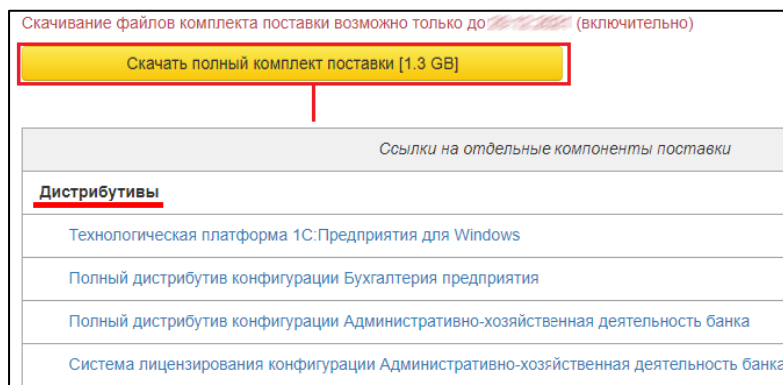 Скачивание файлов комплекта поставки возможно только до (включительно)
Скачать полный комплект поставки [1.3 GB]
Ссылки на отдельные компоненты поставки
Дистрибутивы
Технологическая платформа 1С:Предприятия для Windows
Полный дистрибутив конфигурации Бухгалтерия предприятия
Полный дистрибутив конфигурации Административно-хозяйственная деятельность банка
Система лицензирования конфигурации Административно-хозяйственная деятельность банка